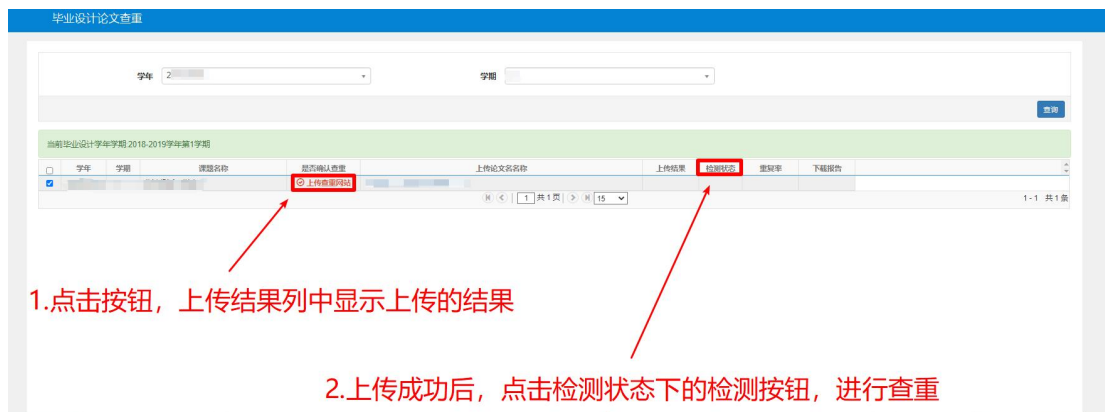 毕业设计论文查重
学年 2 学期
查询
当前毕业设计学年学期:2018-2019学年第1学期
学年 学期 课题名称 是否确认查重 上传论文名名称 上传结果 检测状态 重复率 下载报告
上传查重网站
1 共1页 15 1-1 共1条
1.点击按钮，上传结果列中显示上传的结果
2.上传成功后，点击检测状态下的检测按钮，进行查重